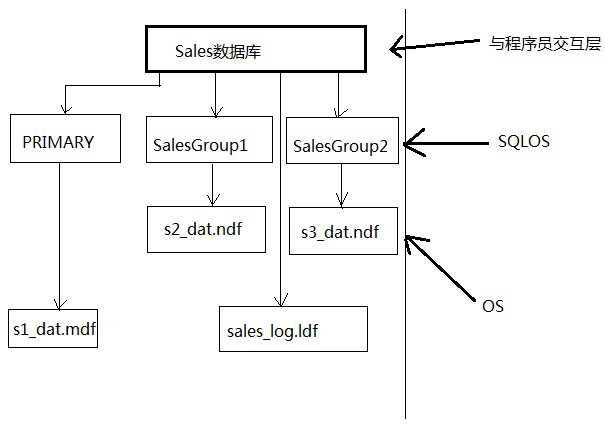 Sales数据库
与程序员交互层
PRIMARY
SalesGroup1
SalesGroup2
SQLOS
s2_dat.ndf
s3_dat.ndf
OS
s1_dat.mdf
sales_log.ldf